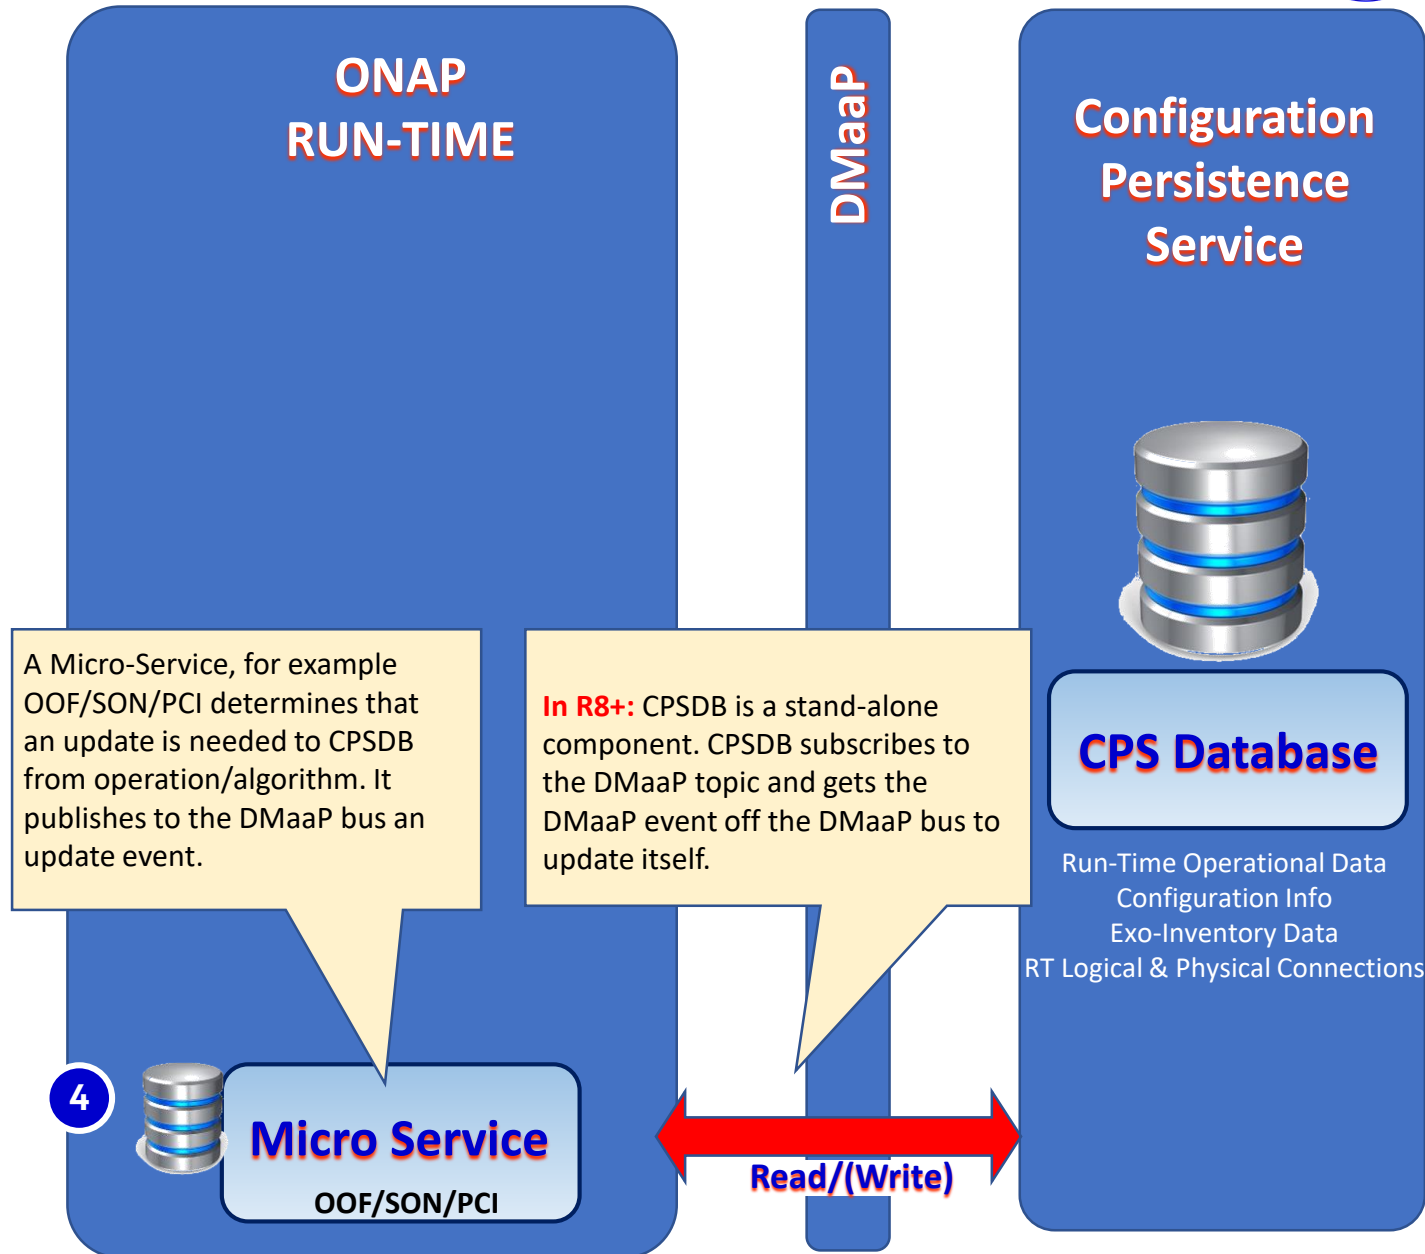 ONAP
RUN-TIME
DMaaP
Configuration
Persistence
Service
A Micro-Service, for example
OOF/SON/PCI determines that
an update is needed to CPSDB
from operation/algorithm. It
publishes to the DMaaP bus an
update event.
In R8+: CPSDB is a stand-alone
component. CPSDB subscribes to
the DMaaP topic and gets the
DMaaP event off the DMaaP bus to
update itself.
CPS Database
Run-Time Operational Data
Configuration Info
Exo-Inventory Data
RT Logical & Physical Connections
4
Micro Service
OOF/SON/PCI
Read/(Write)